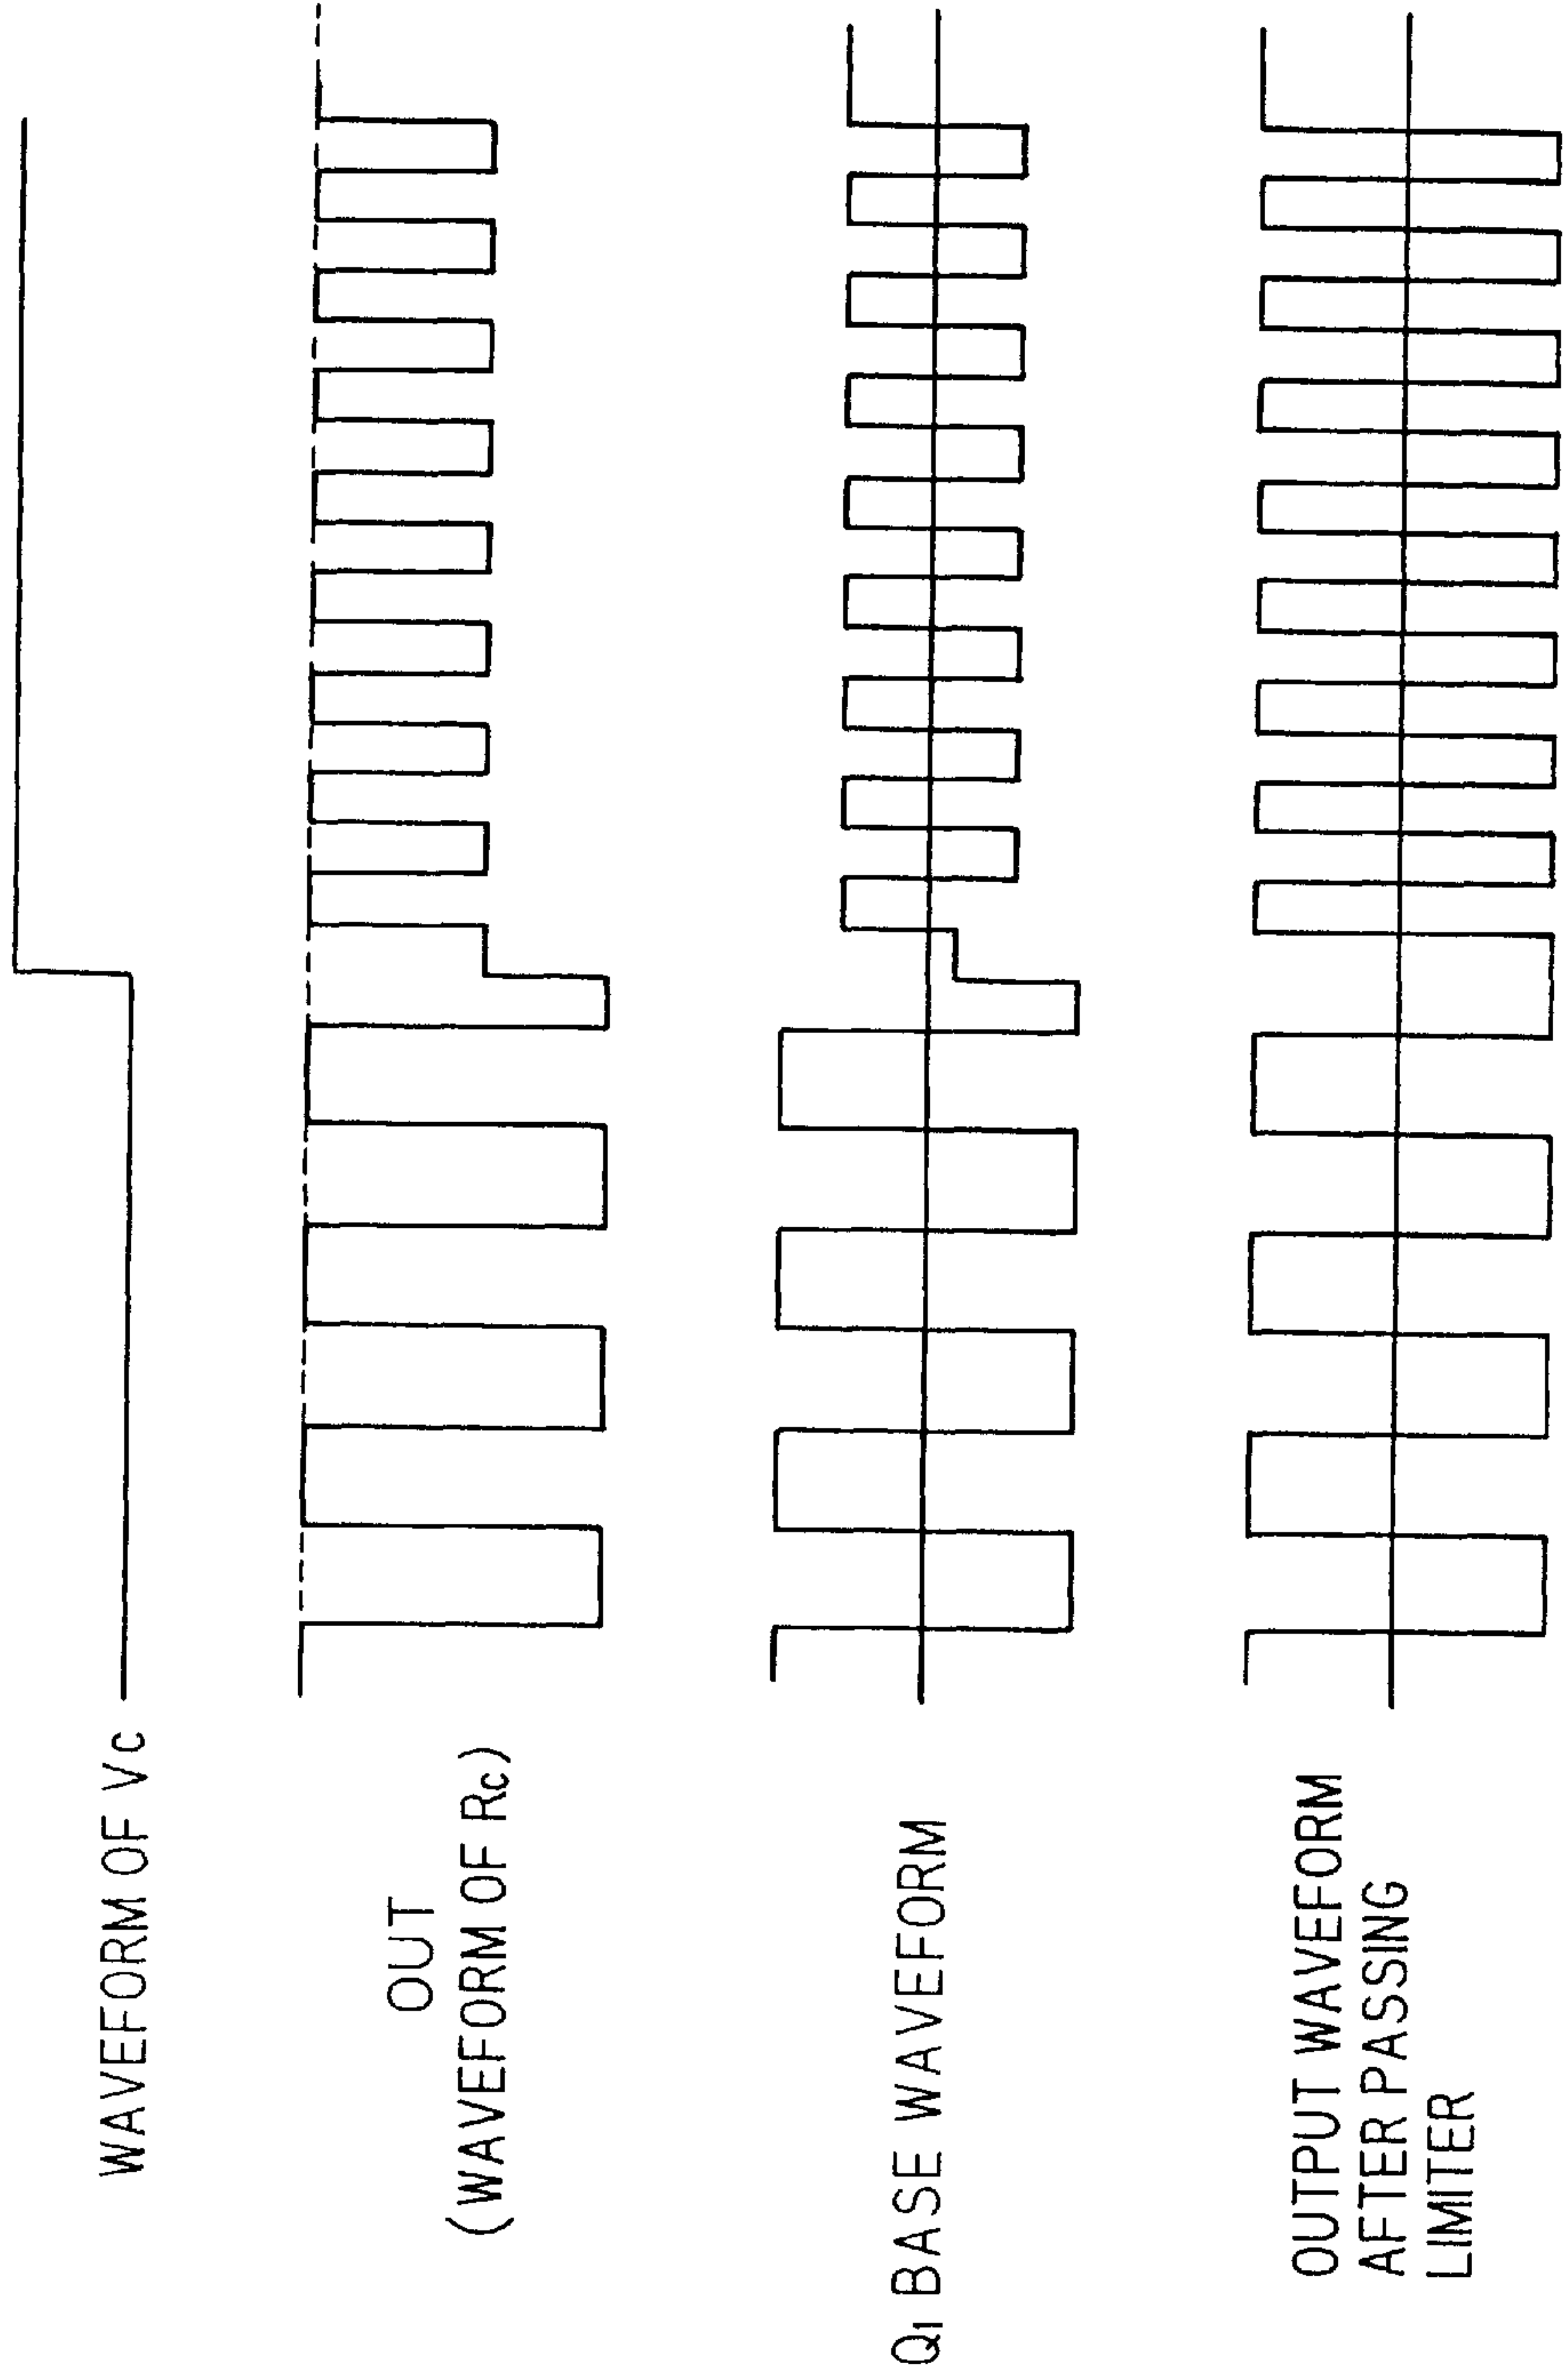 WAVEFORM OF Vc
OUT
(WAVEFORM OF Rc)
Q1 BASE WAVEFORM
OUTPUT WAVEFORM
AFTER PASSING
LIMITER